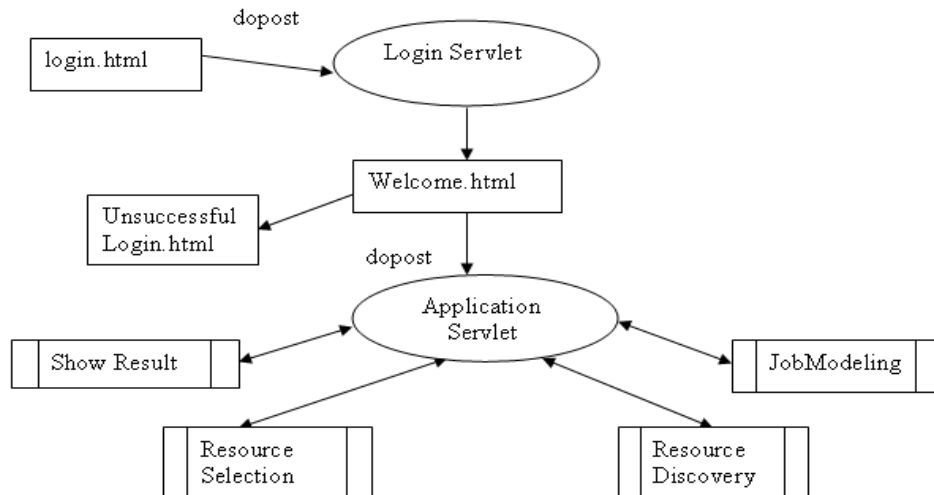 dopost
login.html
Login Servlet
Welcome.html
Unsuccessful
Login.html
dopost
Application
Servlet
Show Result
JobModeling
Resource
Selection
Resource
Discovery